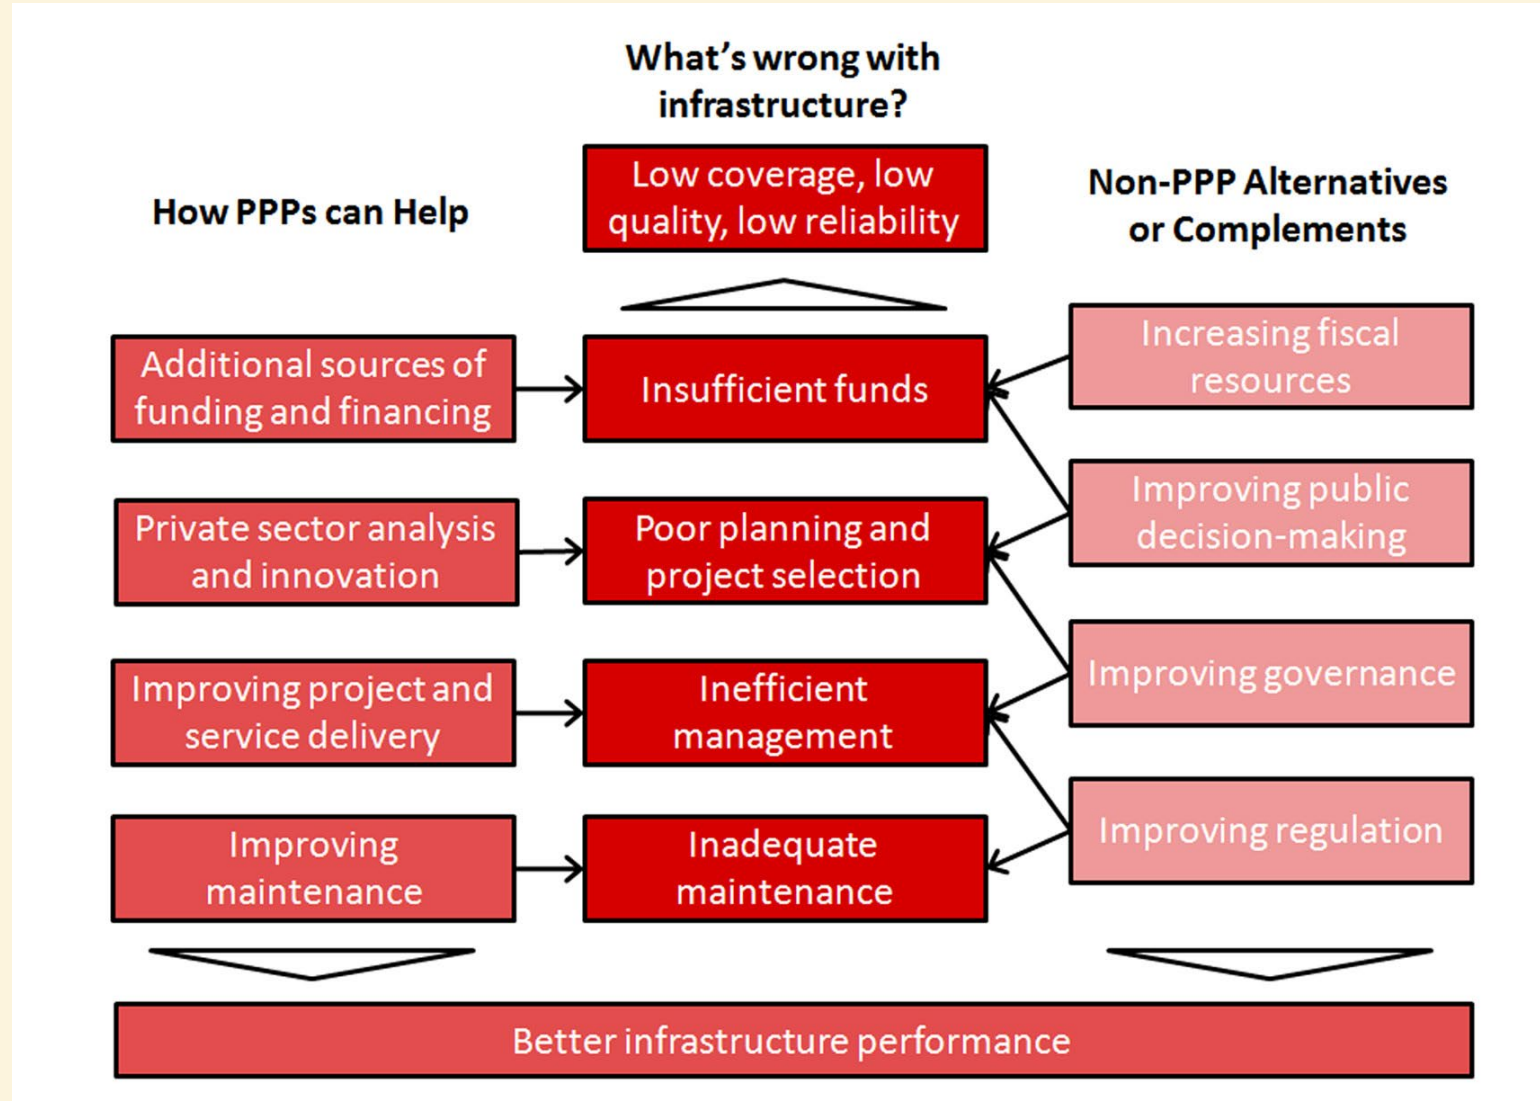 What's wrong with
infrastructure?
Low coverage, low
quality, low reliability
How PPPs can Help
Non-PPP Alternatives
or Complements
Additional sources of
funding and financing
Insufficient funds
Increasing fiscal
resources
Private sector analysis
and innovation
Poor planning and
project selection
Improving public
decision-making
Improving project and
service delivery
Inefficient
management
Improving governance
Improving
maintenance
Inadequate
maintenance
Improving regulation
Better infrastructure performance